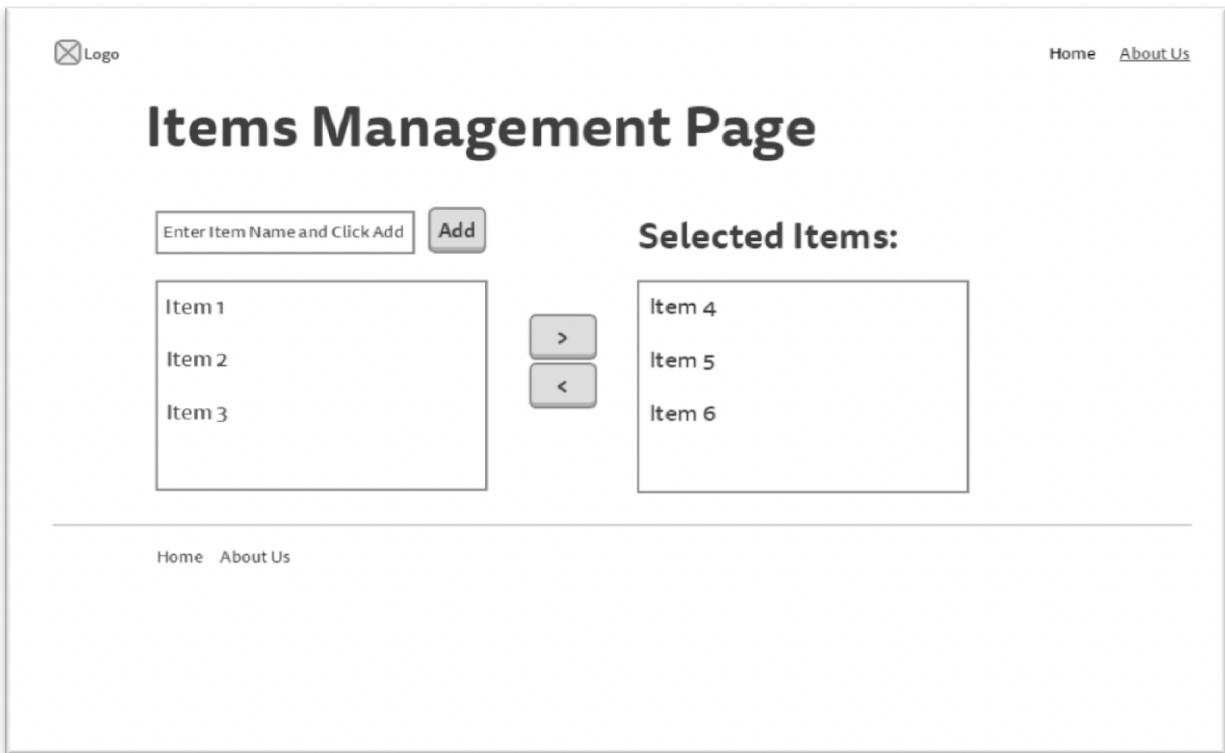 Logo
Home About Us
Items Management Page
Enter Item Name and Click Add
Add
Selected Items:
Item 1
Item 2
Item 3
>
<
Item 4
Item 5
Item 6
Home About Us